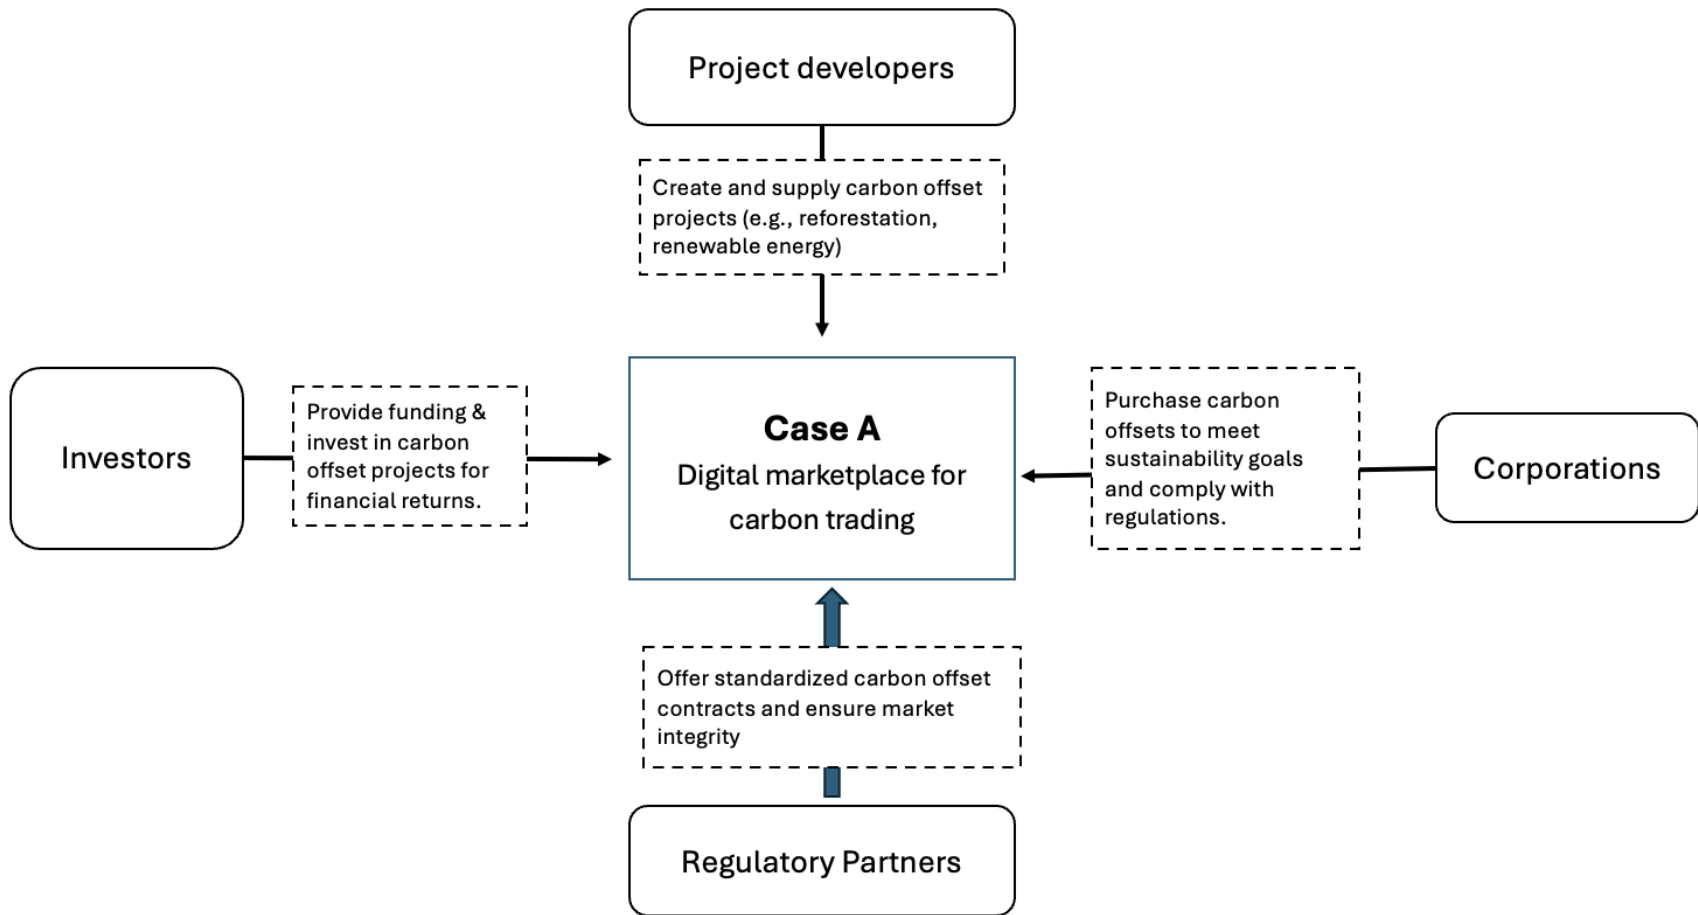 Project developers
Create and supply carbon offset
projects (e.g., reforestation,
renewable energy)
Investors
Provide funding &
invest in carbon
offset projects for
financial returns.
Case A
Digital marketplace for
carbon trading
Purchase carbon
offsets to meet
sustainability goals
and comply with
regulations.
Corporations
Offer standardized carbon offset
contracts and ensure market
integrity
Regulatory Partners